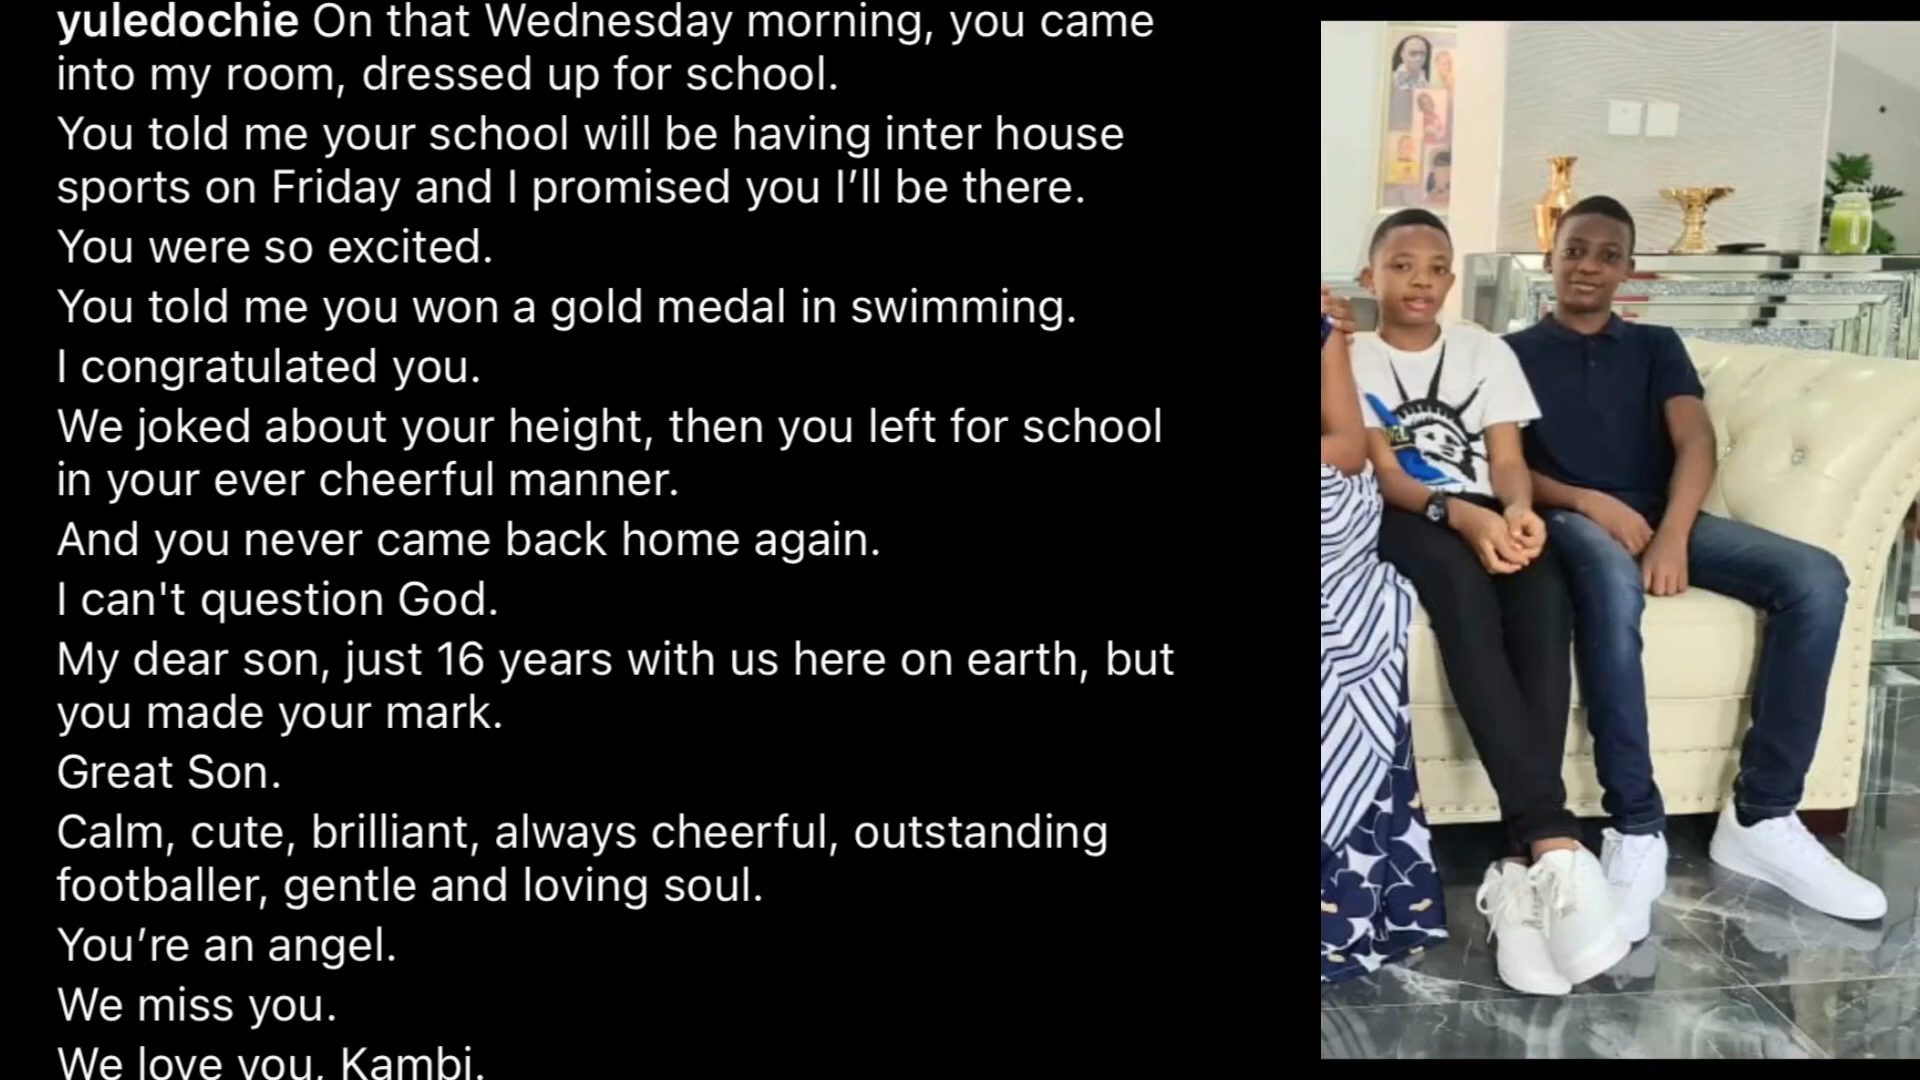 yuledochie On that Wednesday morning, you came
into my room, dressed up for school.
You told me your school will be having inter house
sports on Friday and I promised you I’ll be there.
You were so excited.
You told me you won a gold medal in swimming.
I congratulated you.
We joked about your height, then you left for school
in your ever cheerful manner.
And you never came back home again.
I can't question God.
My dear son, just 16 years with us here on earth, but
you made your mark.
Great Son.
Calm, cute, brilliant, always cheerful, outstanding
footballer, gentle and loving soul.
You’re an angel.
We miss you.
We love you, Kambi.